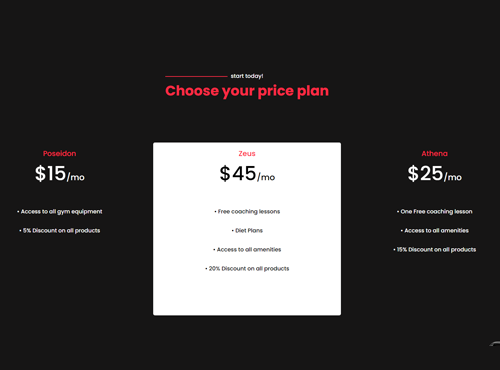 start today!
Choose your price plan
Poseidon
$15/mo
• Access to all gym equipment
• 5% Discount on all products
Zeus
$45/mo
• Free coaching lessons
• Diet Plans
• Access to all amenities
• 20% Discount on all products
Athena
$25/mo
• One Free coaching lesson
• Access to all amenities
• 15% Discount on all products